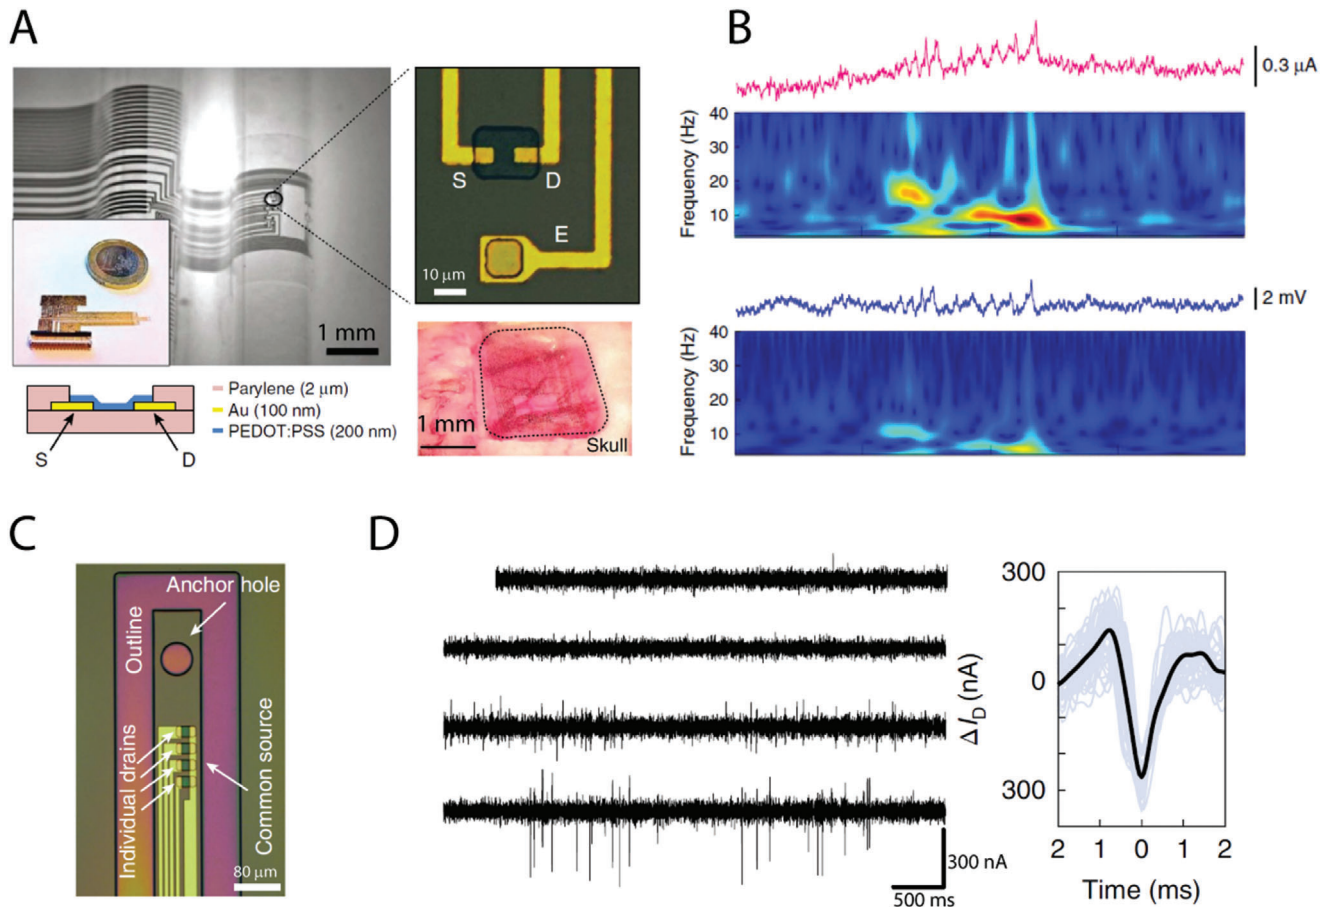 A
S
D
E
10 μm
1 mm
1 mm
Skull
Parylene (2 μm)
Au (100 nm)
PEDOT:PSS (200 nm)
S
D
B
0.3 μA
Frequency (Hz)
40
30
20
10
2 mV
Frequency (Hz)
40
30
20
10
C
Anchor hole
Outline
Individual drains
Common source
80 μm
D
300 nA
500 ms
Δ I_D (nA)
300
0
300
2 1 0 1 2
Time (ms)